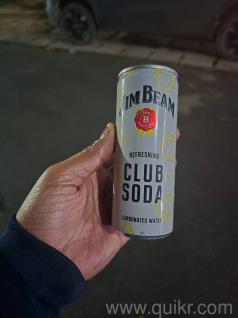 JIM BEAM
B
REFRESHING
CLUB
SODA
CARBONATED WATER
www.quikr.com